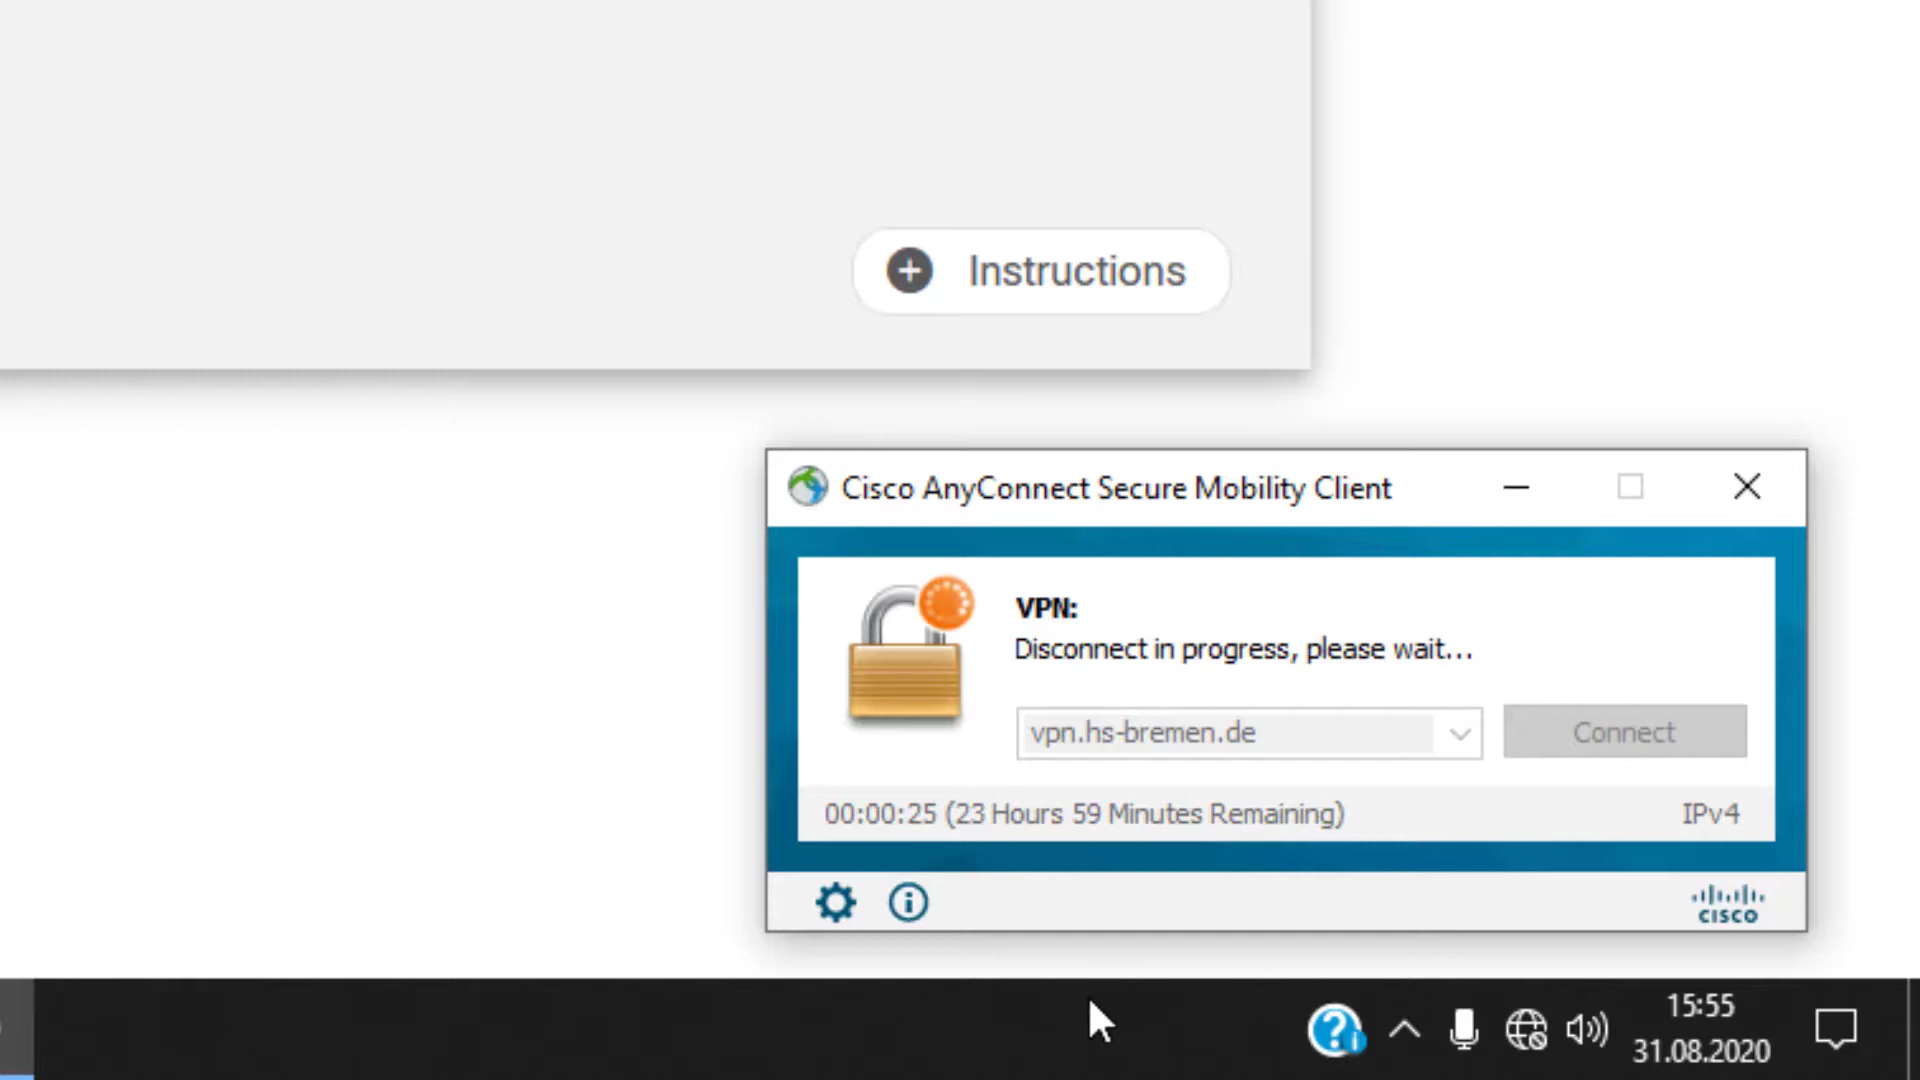 Instructions
Cisco AnyConnect Secure Mobility Client
VPN:
Disconnect in progress, please wait...
vpn.hs-bremen.de
Connect
00:00:25 (23 Hours 59 Minutes Remaining)
IPv4
CISCO
15:55
31.08.2020